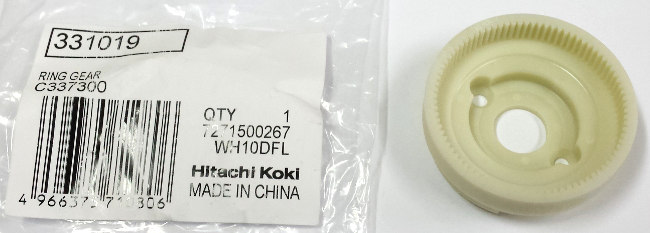 331019
RING GEAR
C337300
QTY 1
7271500267
WH10DFL
Hitachi Koki
MADE IN CHINA